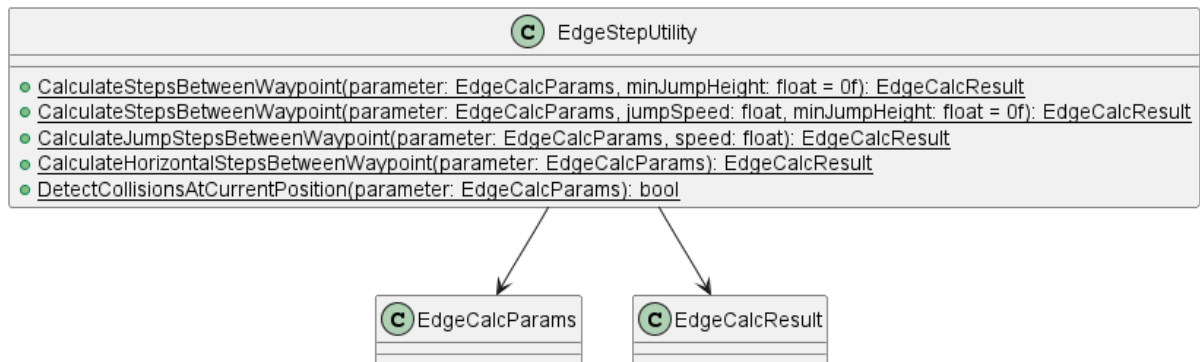 C EdgeStepUtility
CalculateStepsBetweenWaypoint(parameter: EdgeCalcParams, minJumpHeight: float = 0f): EdgeCalcResult
CalculateStepsBetweenWaypoint(parameter: EdgeCalcParams, jumpSpeed: float, minJumpHeight: float = 0f): EdgeCalcResult
CalculateJumpStepsBetweenWaypoint(parameter: EdgeCalcParams, speed: float): EdgeCalcResult
CalculateHorizontalStepsBetweenWaypoint(parameter: EdgeCalcParams): EdgeCalcResult
DetectCollisionsAtCurrentPosition(parameter: EdgeCalcParams): bool
C EdgeCalcParams
C EdgeCalcResult